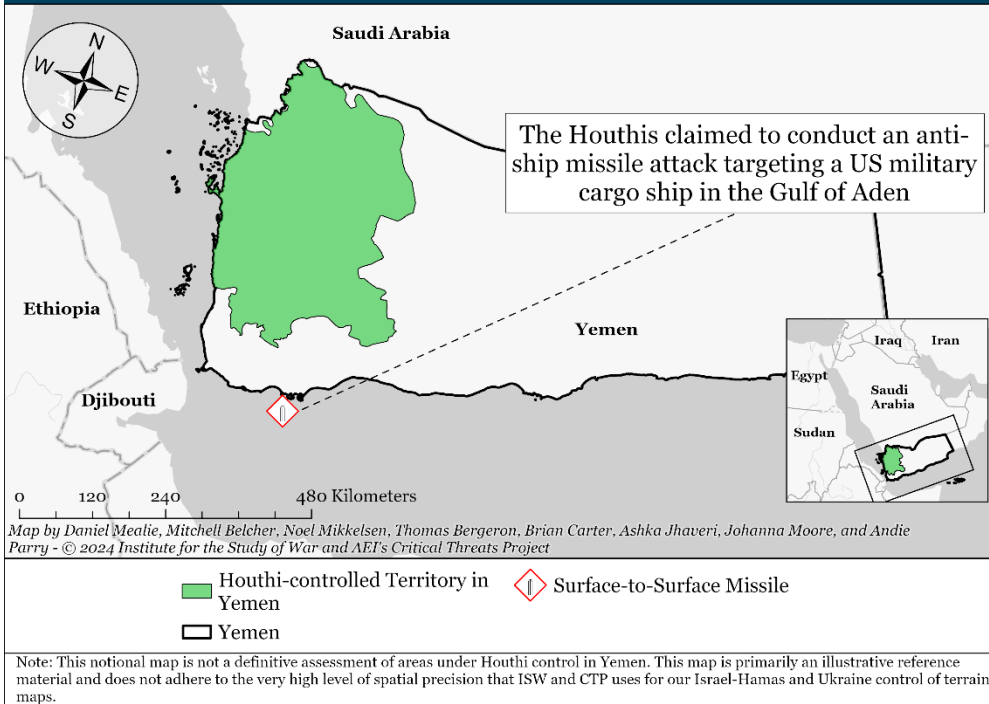 Saudi Arabia
N
W
E
S
The Houthis claimed to conduct an anti-
ship missile attack targeting a US military
cargo ship in the Gulf of Aden
Ethiopia
Yemen
Djibouti
Iraq
Iran
Egypt
Saudi
Arabia
Sudan
0 120 240 480 Kilometers
Map by Daniel Mealie, Mitchell Belcher, Noel Mikkelsen, Thomas Bergeron, Brian Carter, Ashka Jhaveri, Johanna Moore, and Andie
Parry - © 2024 Institute for the Study of War and AEI's Critical Threats Project
Houthi-controlled Territory in
Yemen
Surface-to-Surface Missile
Yemen
Note: This notional map is not a definitive assessment of areas under Houthi control in Yemen. This map is primarily an illustrative reference
material and does not adhere to the very high level of spatial precision that ISW and CTP uses for our Israel-Hamas and Ukraine control of terrain
maps.